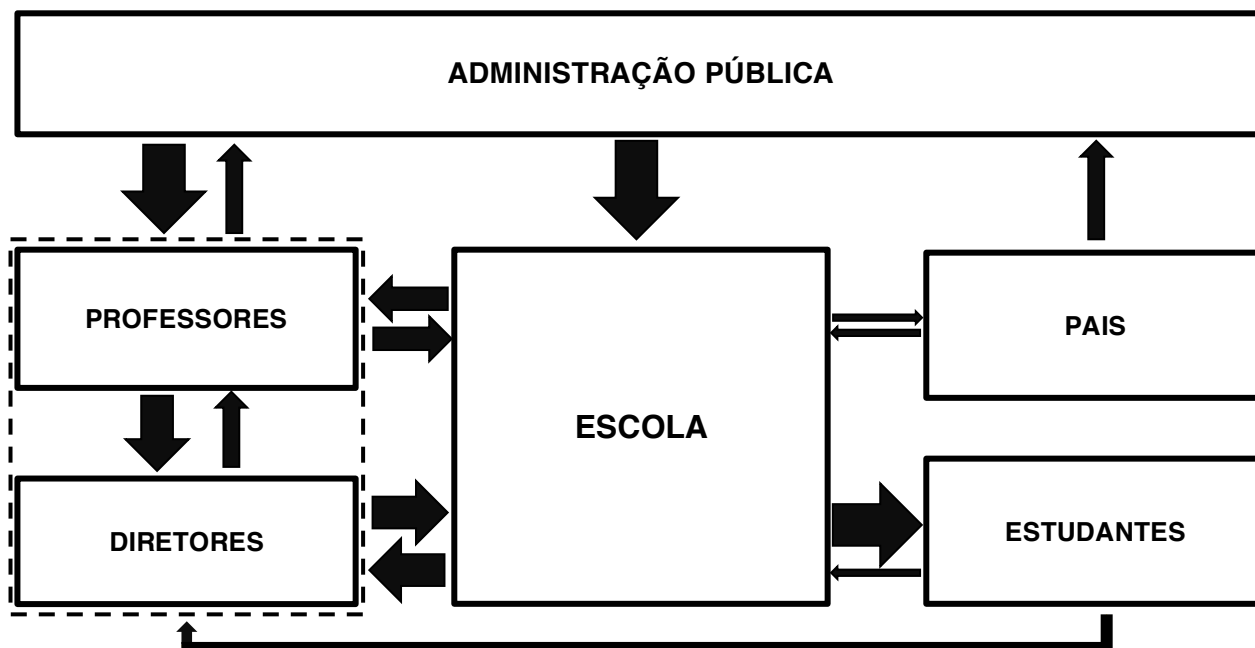 ADMINISTRAÇÃO PÚBLICA
PROFESSORES
ESCOLA
PAIS
DIRETORES
ESTUDANTES